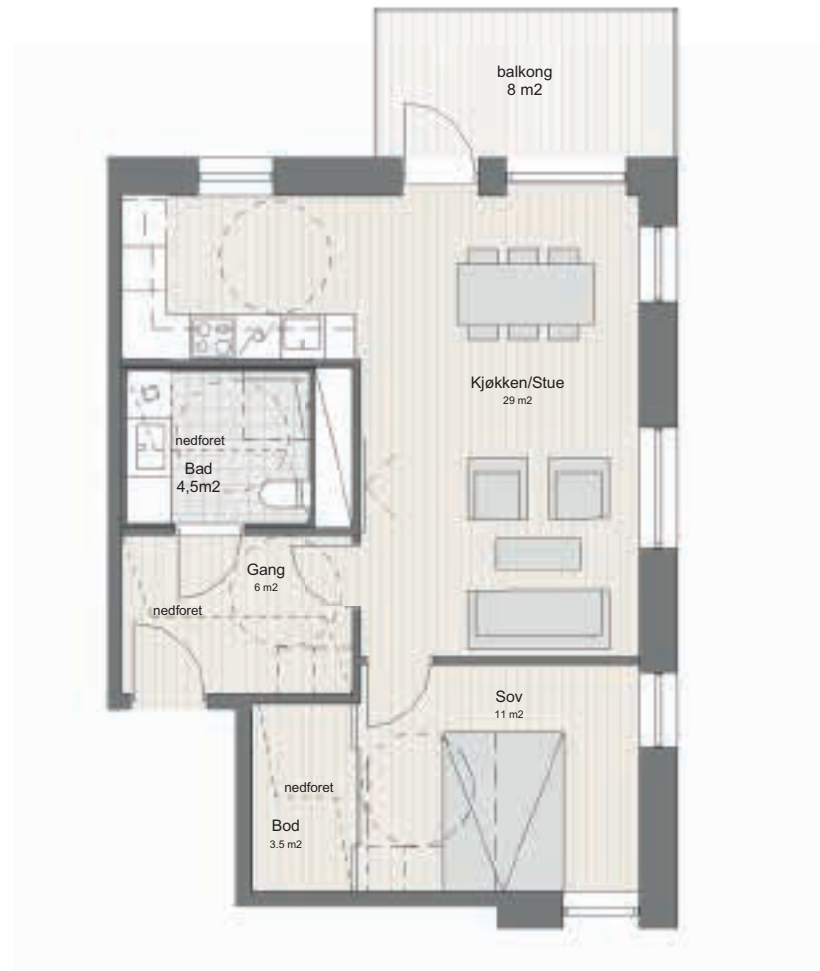 balkong
8 m2
Kjøkken/Stue
29 m2
nedforet
Bad
4,5m2
Gang
6 m2
nedforet
Sov
11 m2
nedforet
Bod
3.5 m2